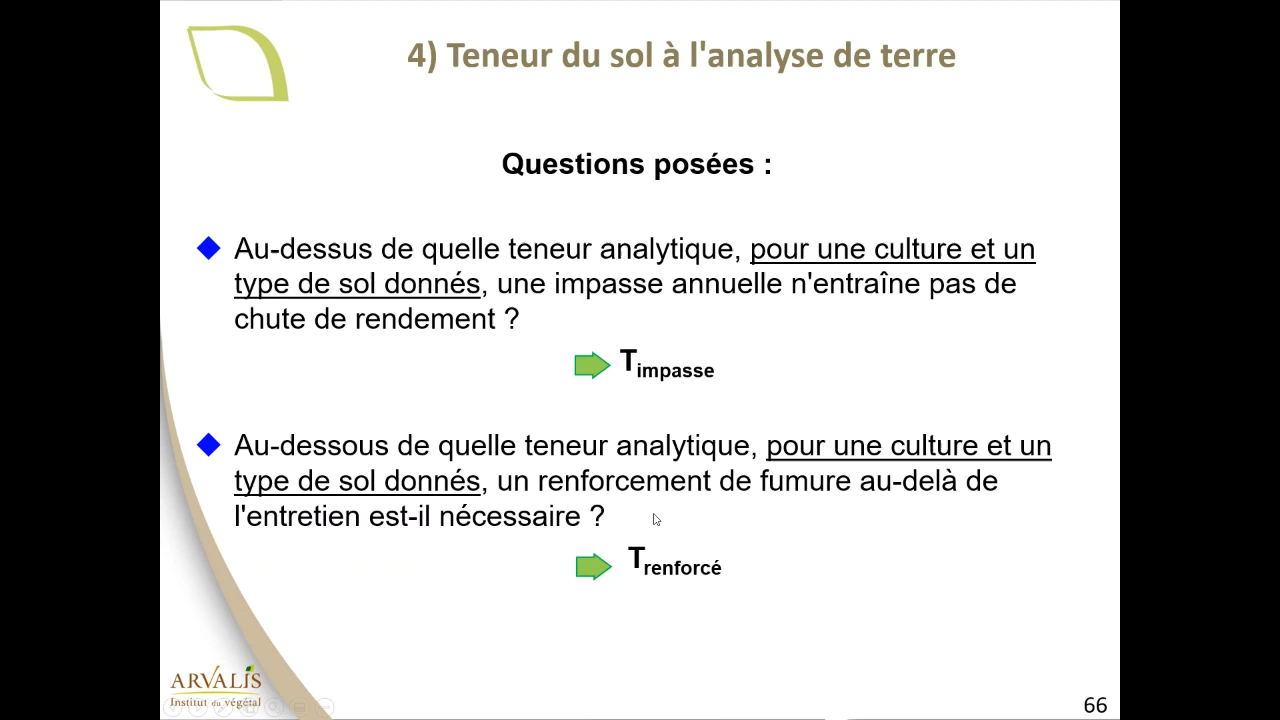 4) Teneur du sol à l'analyse de terre
Questions posées :
Au-dessus de quelle teneur analytique, pour une culture et un
type de sol donnés, une impasse annuelle n'entraîne pas de
chute de rendement ?
Timpasse
Au-dessous de quelle teneur analytique, pour une culture et un
type de sol donnés, un renforcement de fumure au-delà de
l'entretien est-il nécessaire ?
Trenforcé
ARVALIS
Institut du végétal
66